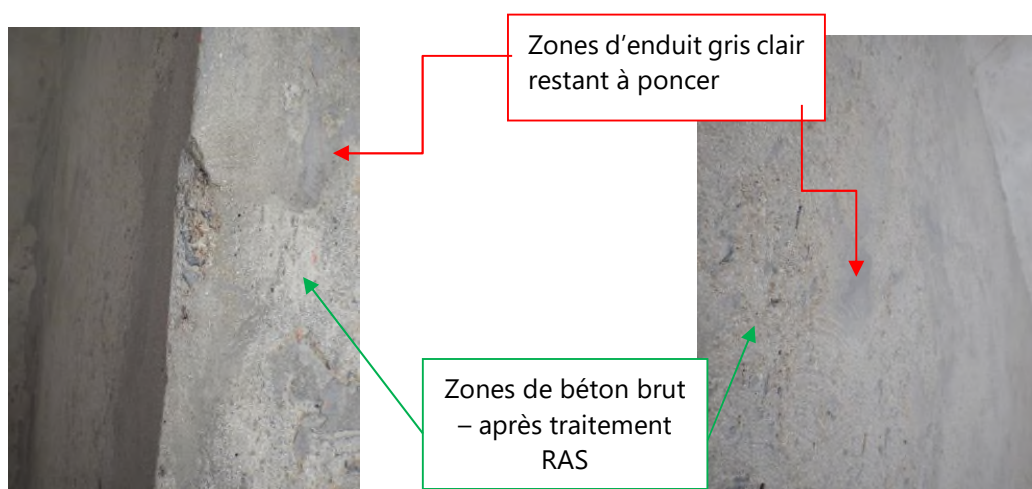 Zones d’enduit gris clair
restant à poncer
Zones de béton brut
– après traitement
RAS